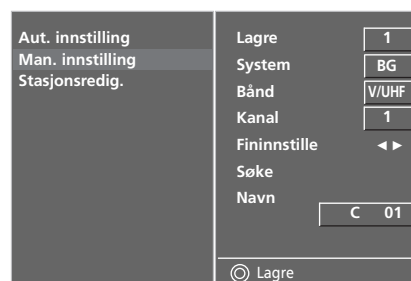 Aut. innstilling
Man. innstilling
Stasjonsredig.
Lagre 1
System BG
Bånd V/UHF
Kanal 1
Fininnstille ◄ ►
Søke
Navn
C 01
Lagre